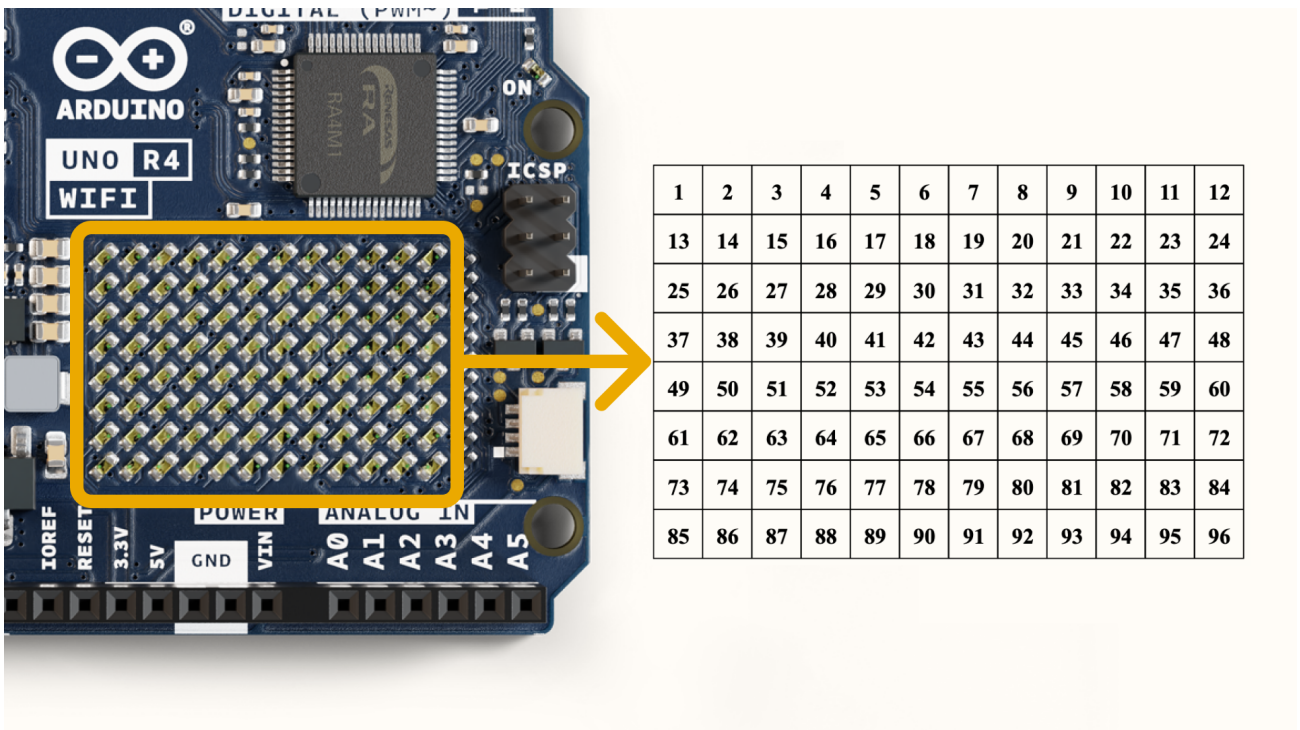 DIGITAL (PWM~)
®
ARDUINO
ON
RENESAS
RA
RA4M1
UNO R4
WIFI
ICSP
1 2 3 4 5 6 7 8 9 10 11 12
13 14 15 16 17 18 19 20 21 22 23 24
25 26 27 28 29 30 31 32 33 34 35 36
37 38 39 40 41 42 43 44 45 46 47 48
49 50 51 52 53 54 55 56 57 58 59 60
61 62 63 64 65 66 67 68 69 70 71 72
73 74 75 76 77 78 79 80 81 82 83 84
85 86 87 88 89 90 91 92 93 94 95 96
POWER
ANALOG IN
IOREF
RESET
3.3V
5V
GND
VIN
A0
A1
A2
A3
A4
A5